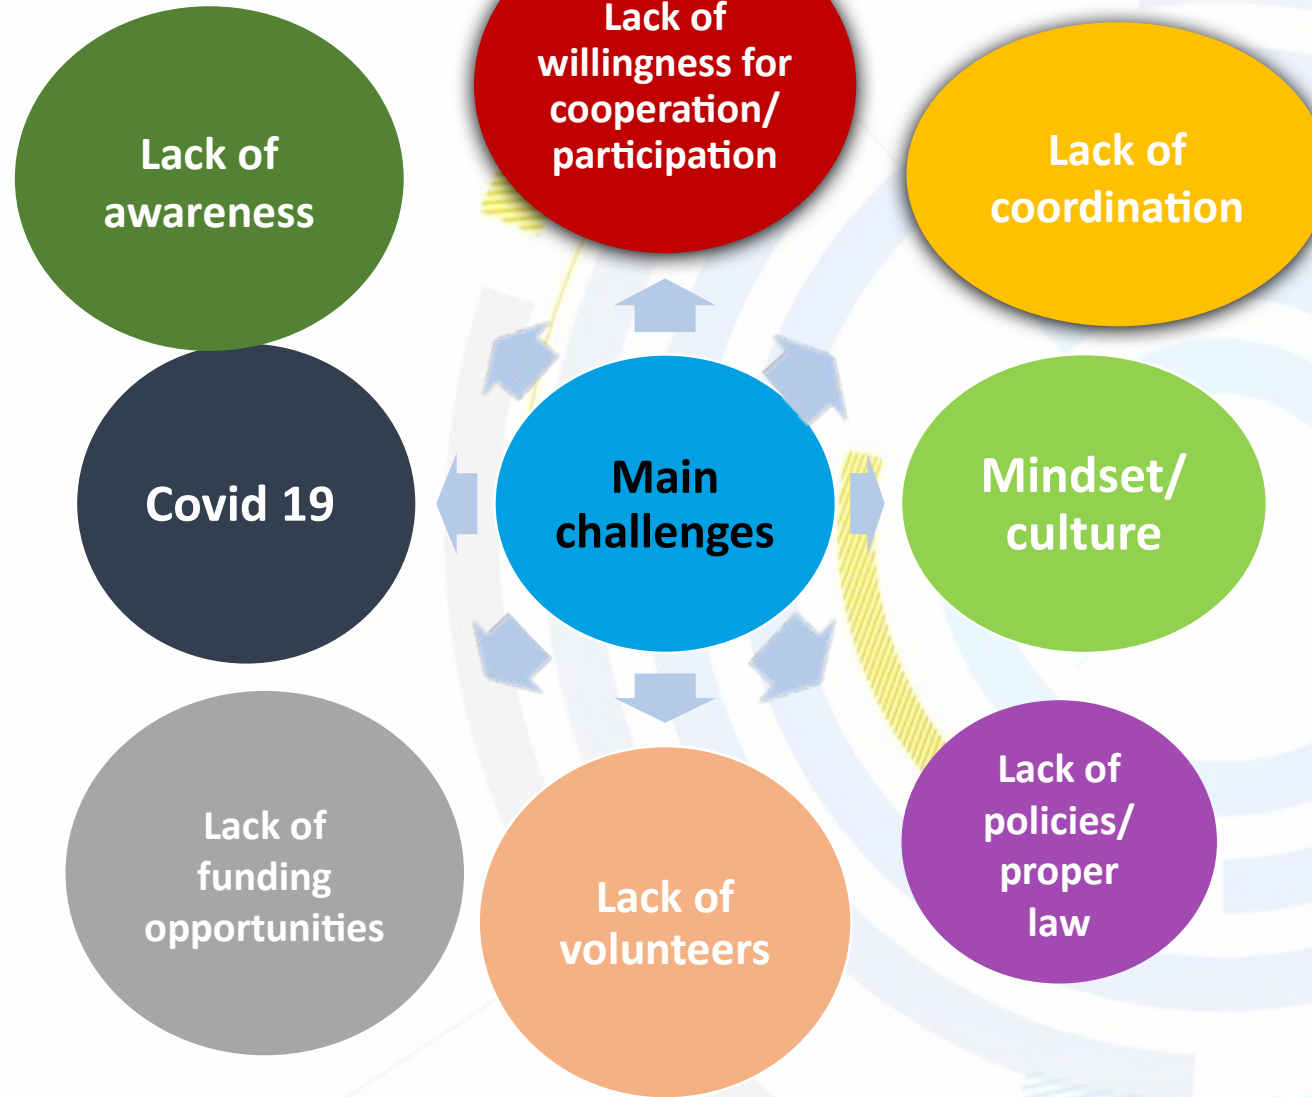 Lack of
willingness for
cooperation/
participation
Lack of
awareness
Lack of
coordination
Covid 19
Main
challenges
Mindset/
culture
Lack of
funding
opportunities
Lack of
volunteers
Lack of
policies/
proper
law